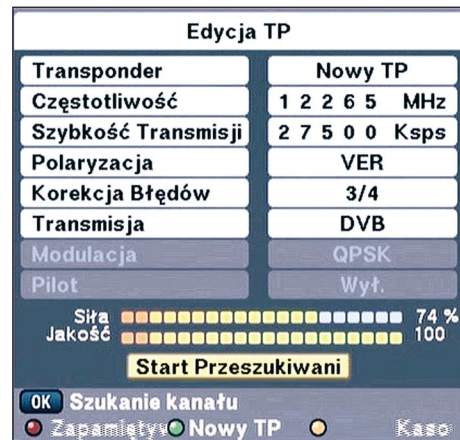 Edycja TP
Transponder Nowy TP
Częstotliwość 1 2 2 6 5 MHz
Szybkość Transmisji 2 7 5 0 0 Ksps
Polaryzacja VER
Korekcja Błędów 3/4
Transmisja DVB
Modulacja QPSK
Pilot Wył.
Siła 74 %
Jakość 100
Start Przeszukiwani
OK Szukanie kanału
Zapamiętyw Nowy TP Kaso